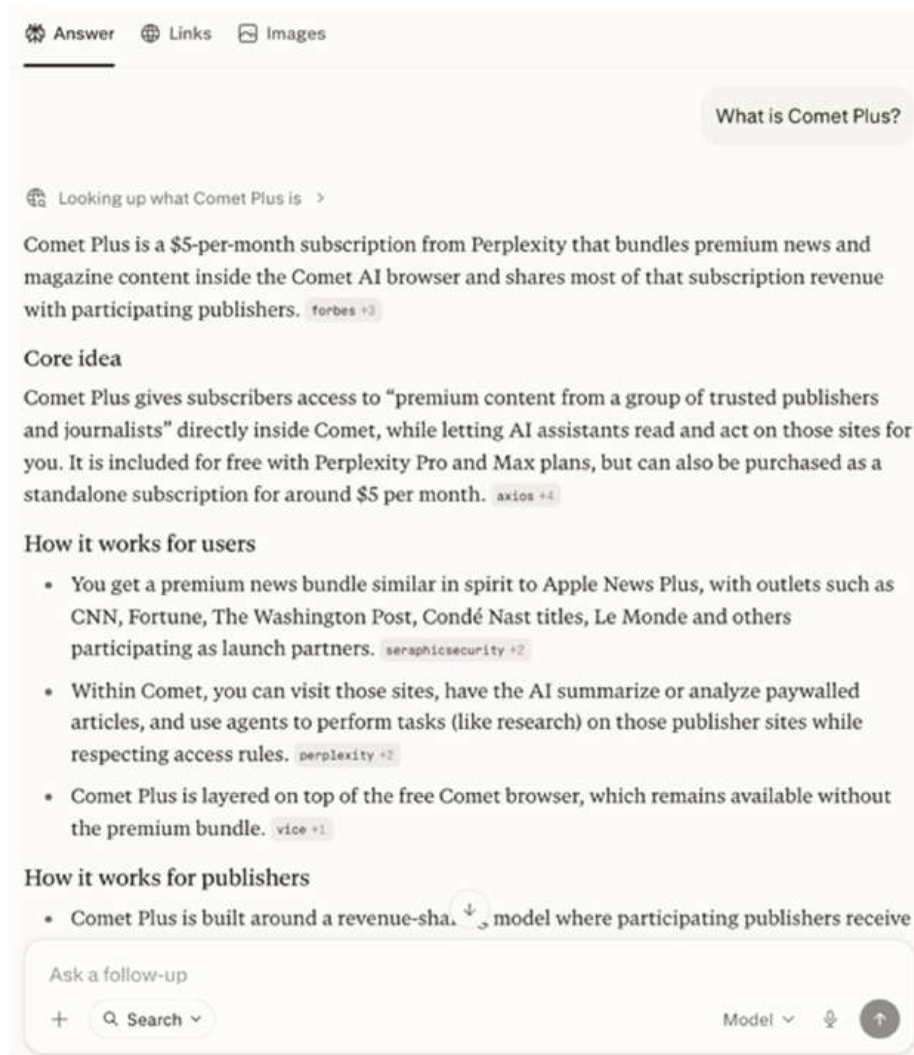 Answer Links Images
What is Comet Plus?
Looking up what Comet Plus is >
Comet Plus is a $5-per-month subscription from Perplexity that bundles premium news and
magazine content inside the Comet AI browser and shares most of that subscription revenue
with participating publishers. forbes +3
Core idea
Comet Plus gives subscribers access to “premium content from a group of trusted publishers
and journalists” directly inside Comet, while letting AI assistants read and act on those sites for
you. It is included for free with Perplexity Pro and Max plans, but can also be purchased as a
standalone subscription for around $5 per month. axios +4
How it works for users
• You get a premium news bundle similar in spirit to Apple News Plus, with outlets such as
CNN, Fortune, The Washington Post, Condé Nast titles, Le Monde and others
participating as launch partners. seraphicsecurity +2
• Within Comet, you can visit those sites, have the AI summarize or analyze paywalled
articles, and use agents to perform tasks (like research) on those publisher sites while
respecting access rules. perplexity +2
• Comet Plus is layered on top of the free Comet browser, which remains available without
the premium bundle. vice +1
How it works for publishers
• Comet Plus is built around a model where participating publishers receive
Ask a follow-up
+ Search Model